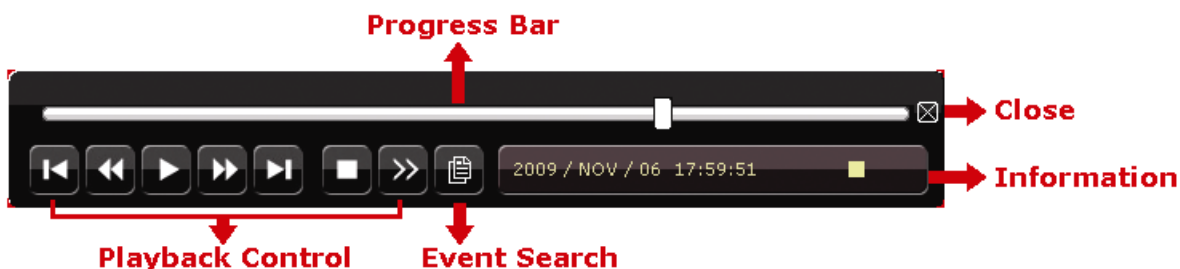 Progress Bar
Close
2009 / NOV / 06 17:59:51
Information
Playback Control
Event Search